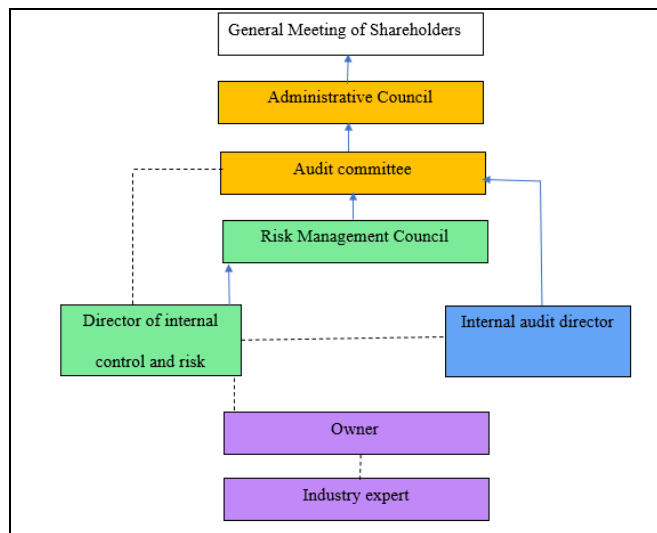 General Meeting of Shareholders
Administrative Council
Audit committee
Risk Management Council
Director of internal
control and risk
Internal audit director
Owner
Industry expert